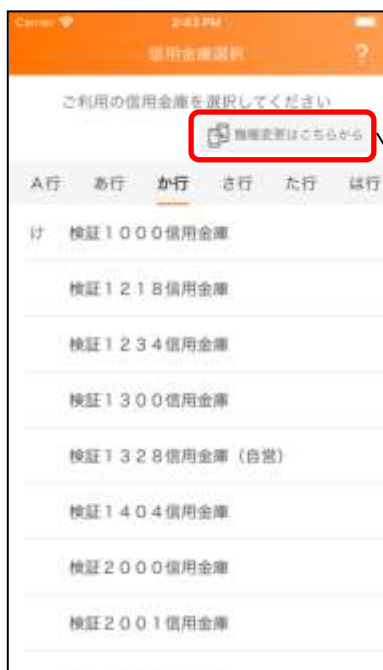 Carrier 2:43 PM
信用金庫選択 ?
ご利用の信用金庫を選択してください
機種変更はこちらから
A行 あ行 か行 さ行 た行 は行
け 検証1000信用金庫
検証1218信用金庫
検証1234信用金庫
検証1300信用金庫
検証1328信用金庫（自営）
検証1404信用金庫
検証2000信用金庫
検証2001信用金庫